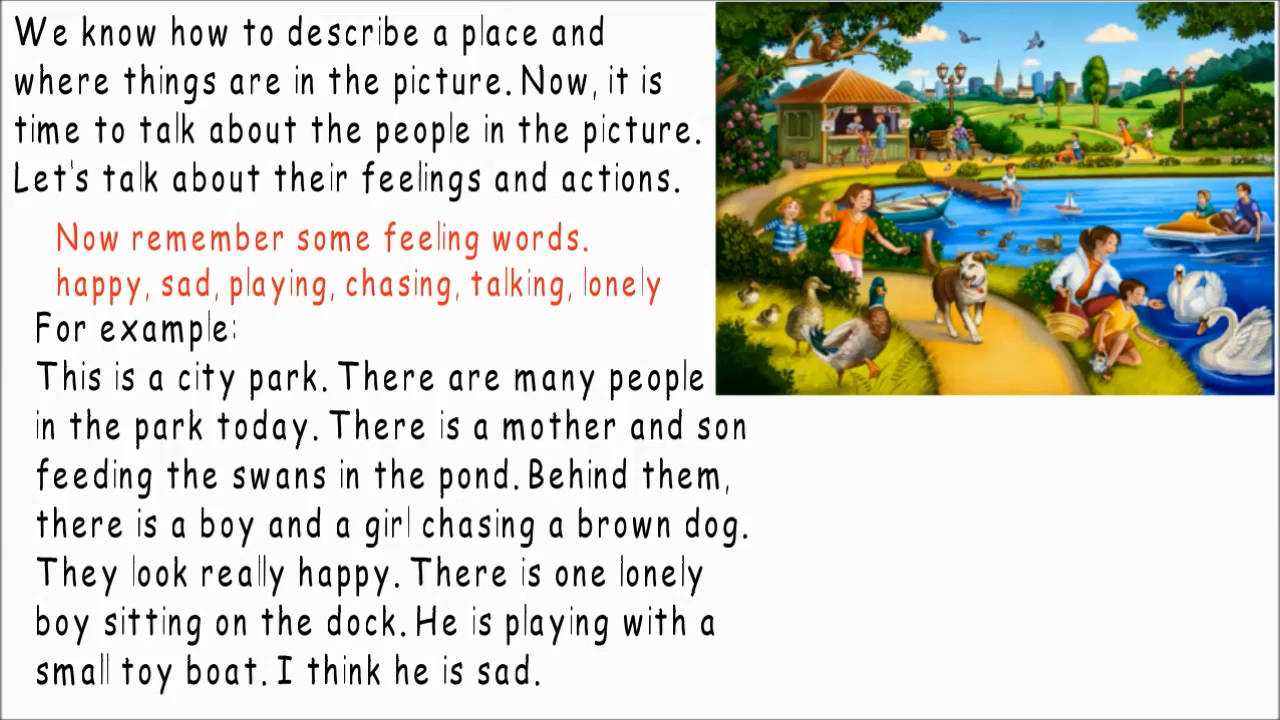 We know how to describe a place and
where things are in the picture. Now, it is
time to talk about the people in the picture.
Let's talk about their feelings and actions.
Now remember some feeling words.
happy, sad, playing, chasing, talking, lonely
For example:
This is a city park. There are many people
in the park today. There is a mother and son
feeding the swans in the pond. Behind them,
there is a boy and a girl chasing a brown dog.
They look really happy. There is one lonely
boy sitting on the dock. He is playing with a
small toy boat. I think he is sad.